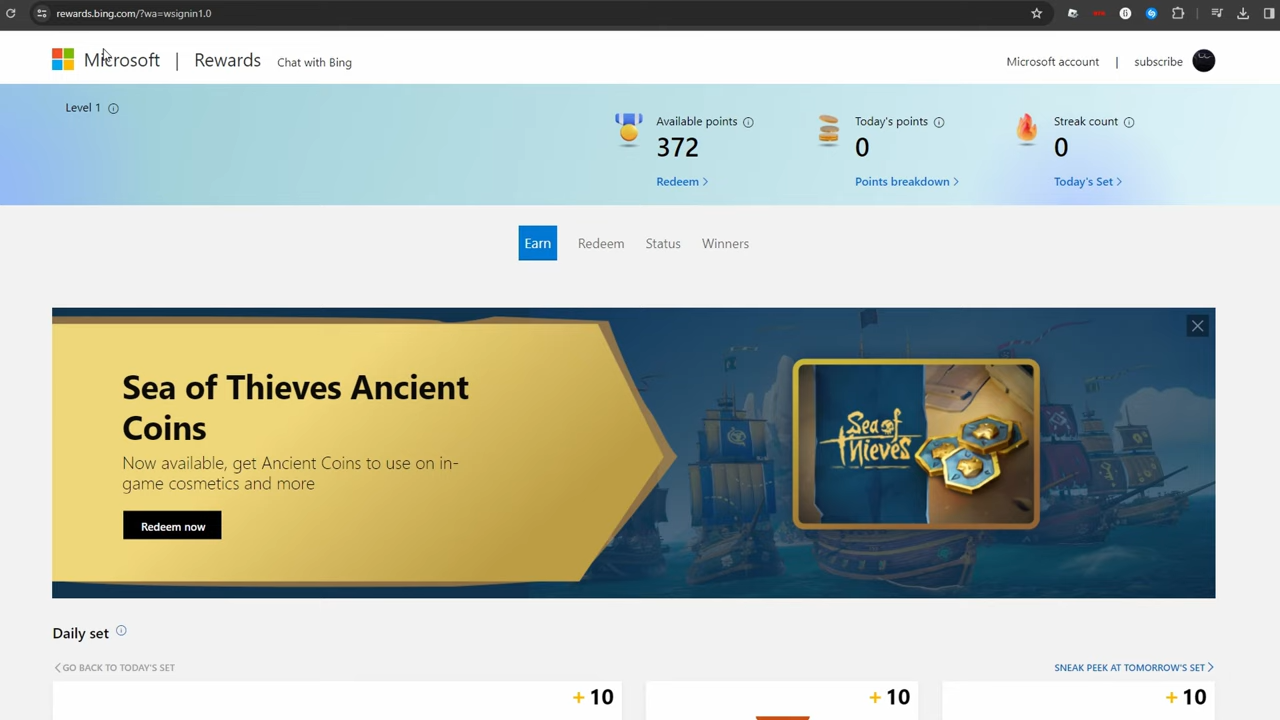 rewards.bing.com/?wa=wsignin1.0
Microsoft | Rewards Chat with Bing
Microsoft account | subscribe
Level 1
Available points
372
Redeem
Today's points
0
Points breakdown
Streak count
0
Today's Set
Earn Redeem Status Winners
Sea of Thieves Ancient
Coins
Now available, get Ancient Coins to use on in-
game cosmetics and more
Redeem now
Sea of
Thieves
Daily set
GO BACK TO TODAY'S SET
SNEAK PEEK AT TOMORROW'S SET
+ 10
+ 10
+ 10